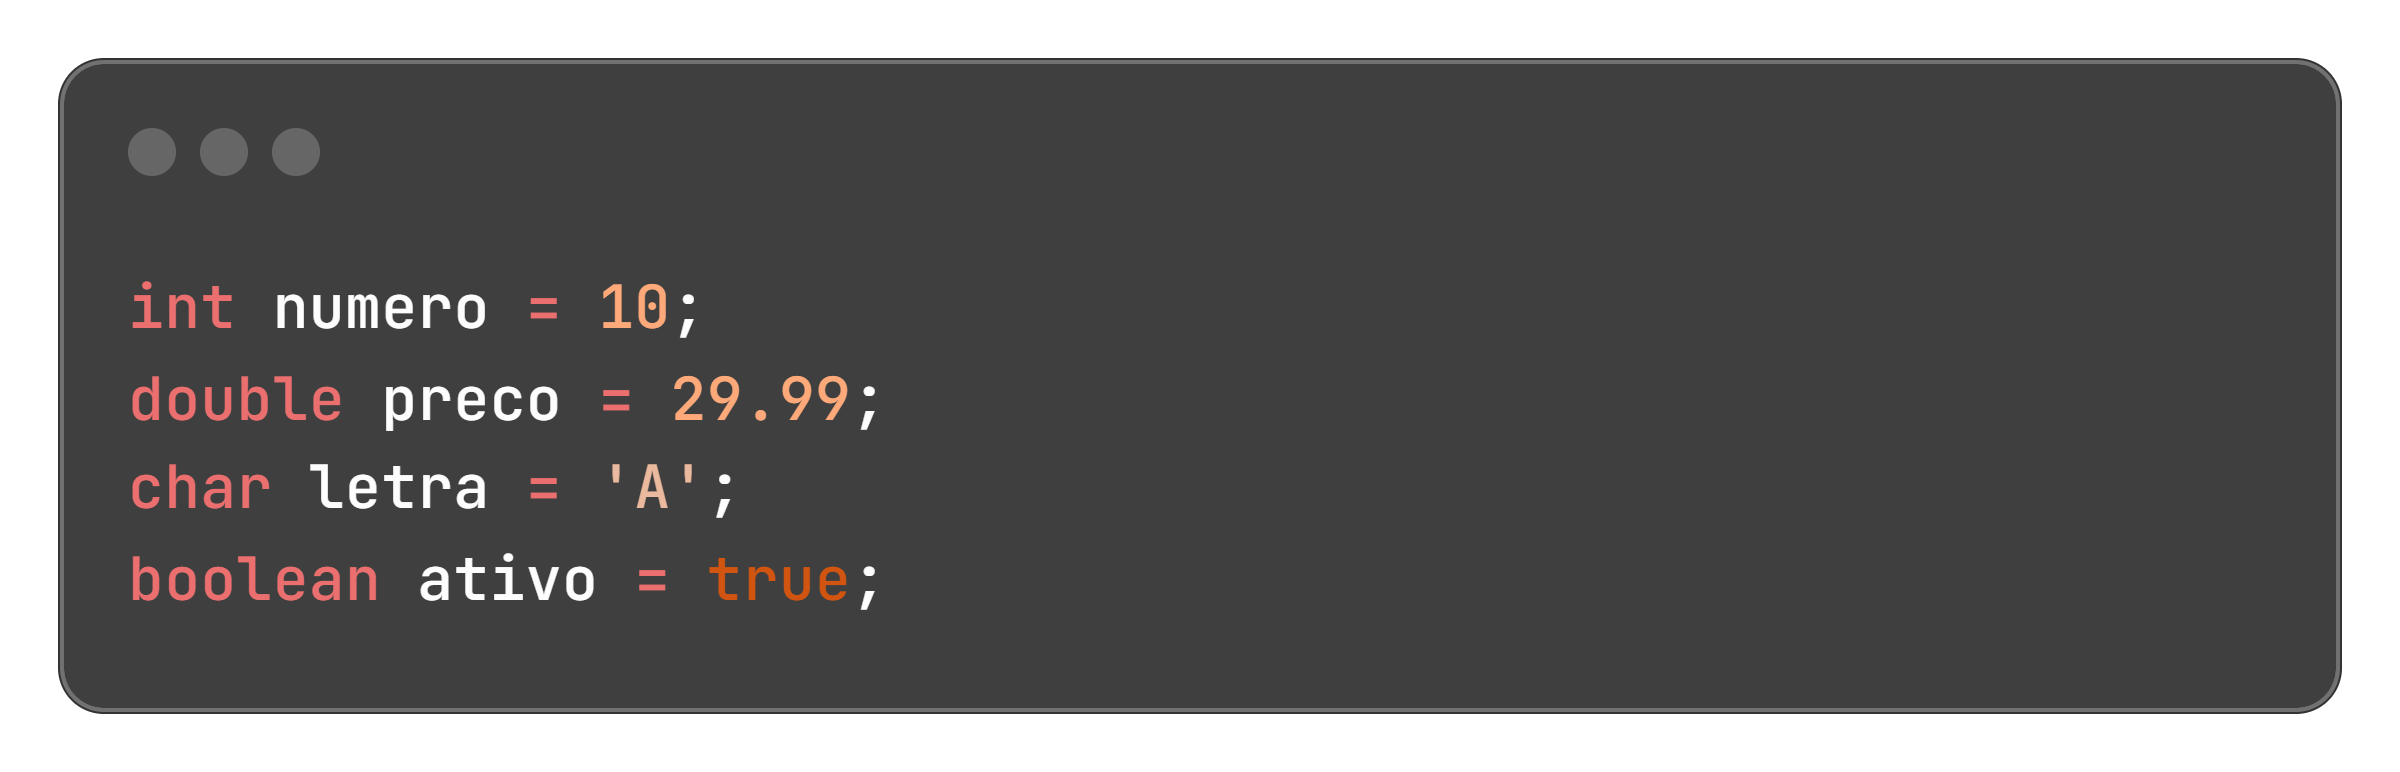 int numero = 10;
double preco = 29.99;
char letra = 'A';
boolean ativo = true;